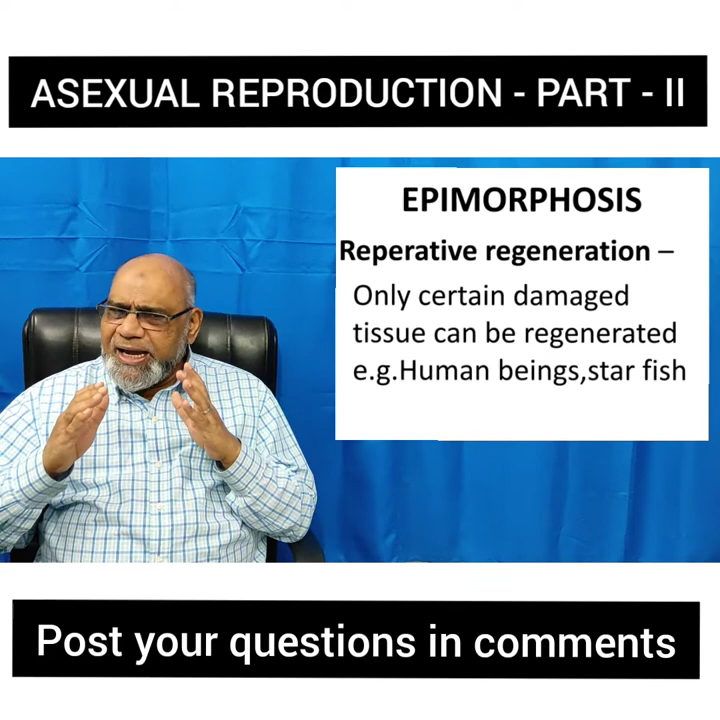 ASEXUAL REPRODUCTION - PART - II
EPIMORPHOSIS
Reperative regeneration –
Only certain damaged
tissue can be regenerated
e.g.Human beings,star fish
Post your questions in comments